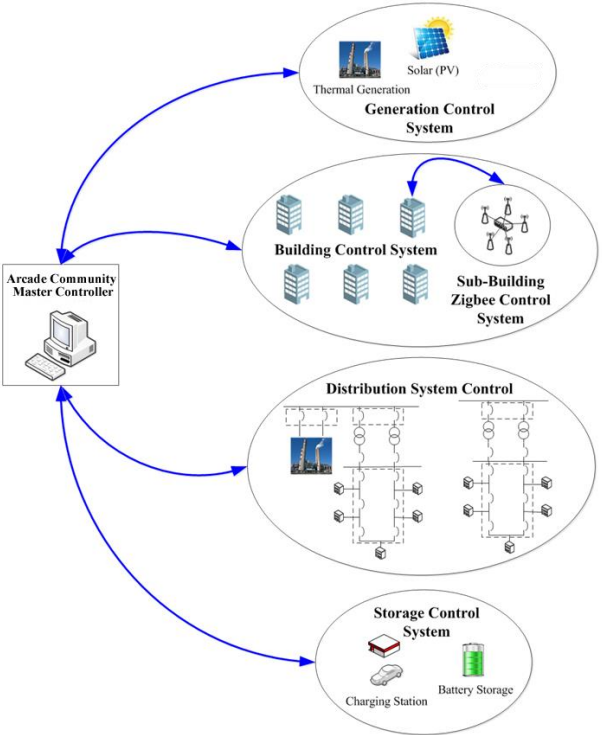 Solar (PV)
Thermal Generation
Generation Control
System
Building Control System
Sub-Building
Zigbee Control
System
Arcade Community
Master Controller
Distribution System Control
Storage Control
System
Charging Station
Battery Storage